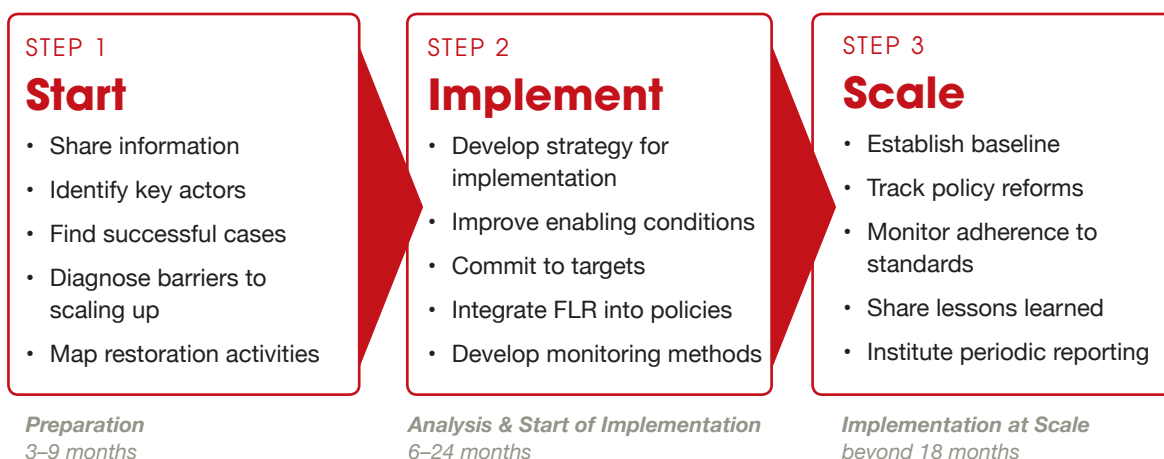 STEP 1
Start
• Share information
• Identify key actors
• Find successful cases
• Diagnose barriers to
scaling up
• Map restoration activities
Preparation
3–9 months
STEP 2
Implement
• Develop strategy for
implementation
• Improve enabling conditions
• Commit to targets
• Integrate FLR into policies
• Develop monitoring methods
Analysis & Start of Implementation
6–24 months
STEP 3
Scale
• Establish baseline
• Track policy reforms
• Monitor adherence to
standards
• Share lessons learned
• Institute periodic reporting
Implementation at Scale
beyond 18 months